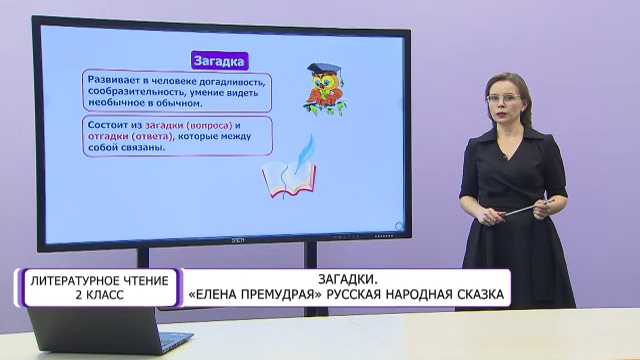 Загадка
Развивает в человеке догадливость,
сообразительность, умение видеть
необычное в обычном.
Состоит из загадки (вопроса) и
отгадки (ответа), которые между
собой связаны.
ЛИТЕРАТУРНОЕ ЧТЕНИЕ
2 КЛАСС
ЗАГАДКИ.
«ЕЛЕНА ПРЕМУДРАЯ» РУССКАЯ НАРОДНАЯ СКАЗКА